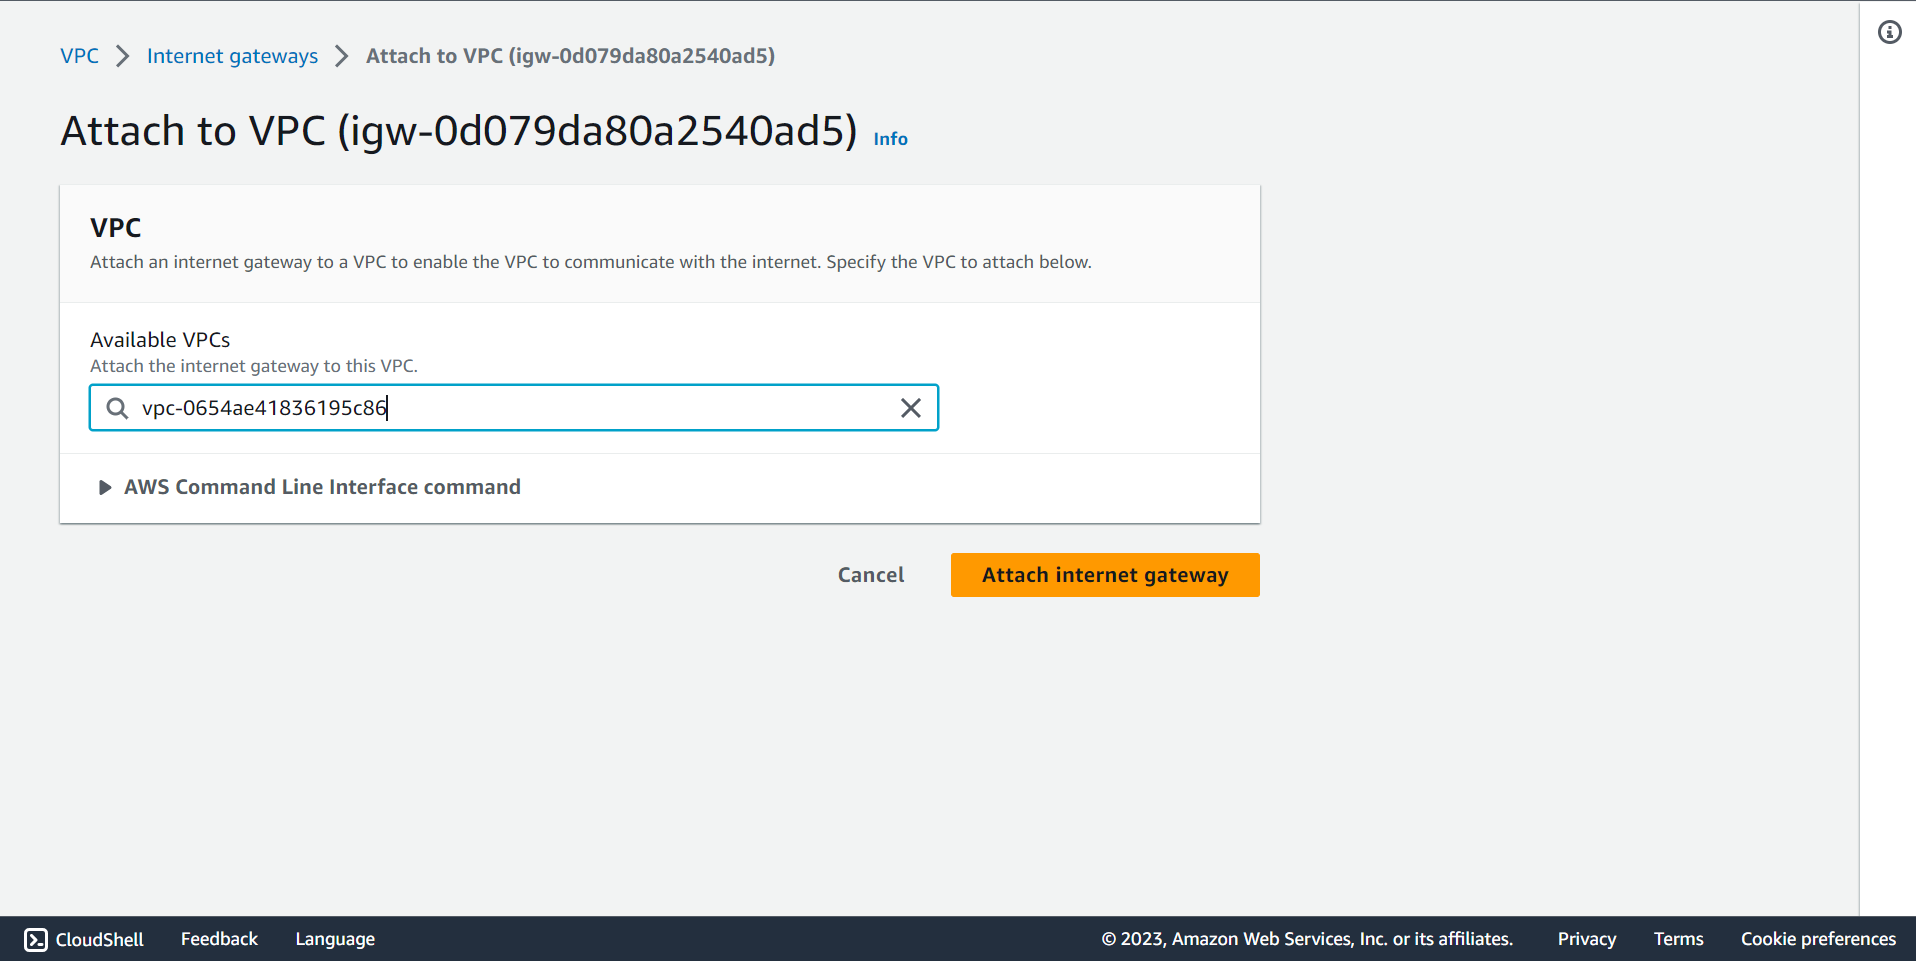 VPC Internet gateways Attach to VPC (igw-0d079da80a2540ad5)
Attach to VPC (igw-0d079da80a2540ad5) Info
VPC
Attach an internet gateway to a VPC to enable the VPC to communicate with the internet. Specify the VPC to attach below.
Available VPCs
Attach the internet gateway to this VPC.
vpc-0654ae41836195c86
AWS Command Line Interface command
Cancel Attach internet gateway
CloudShell Feedback Language © 2023, Amazon Web Services, Inc. or its affiliates. Privacy Terms Cookie preferences